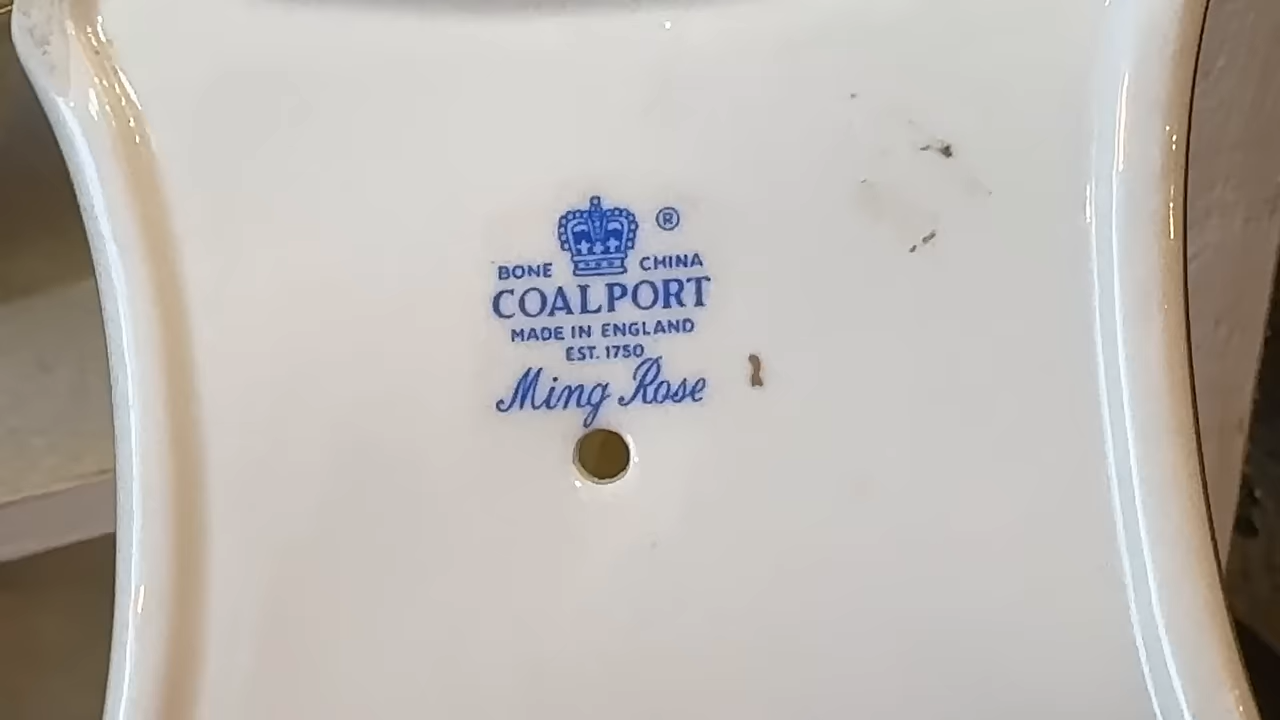 ®
BONE CHINA
COALPORT
MADE IN ENGLAND
EST. 1750
Ming Rose